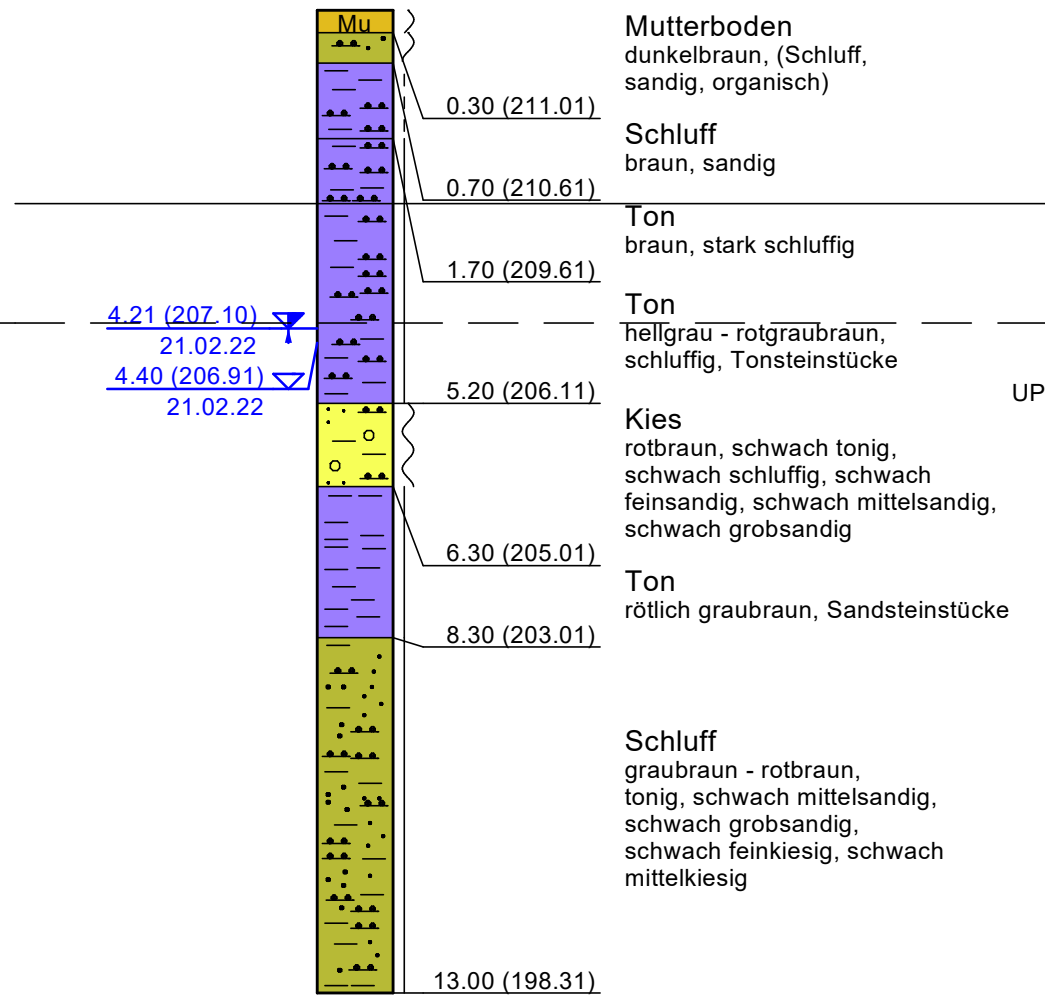 Mu
Mutterboden
dunkelbraun, (Schluff,
sandig, organisch)
0.30 (211.01)
Schluff
braun, sandig
0.70 (210.61)
Ton
braun, stark schluffig
1.70 (209.61)
Ton
hellgrau - rotgraubraun,
schluffig, Tonsteinstücke
4.21 (207.10)
21.02.22
4.40 (206.91)
21.02.22
5.20 (206.11)
UP
Kies
rotbraun, schwach tonig,
schwach schluffig, schwach
feinsandig, schwach mittelsandig,
schwach grobsandig
6.30 (205.01)
Ton
rötlich graubraun, Sandsteinstücke
8.30 (203.01)
Schluff
graubraun - rotbraun,
tonig, schwach mittelsandig,
schwach grobsandig,
schwach feinkiesig, schwach
mittelkiesig
13.00 (198.31)